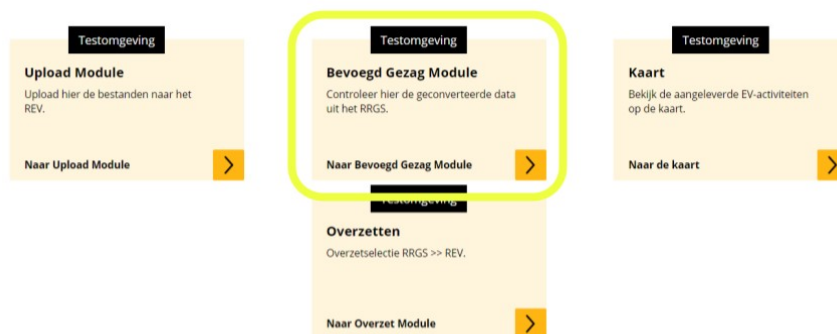 Testomgeving
Upload Module
Upload hier de bestanden naar het
REV.
Naar Upload Module
Testomgeving
Bevoegd Gezag Module
Controleer hier de geconverteerde data
uit het RRGS.
Naar Bevoegd Gezag Module
Testomgeving
Kaart
Bekijk de aangeleverde EV-activiteiten
op de kaart.
Naar de kaart
Testomgeving
Overzetten
Overzetselectie RRGS >> REV.
Naar Overzet Module